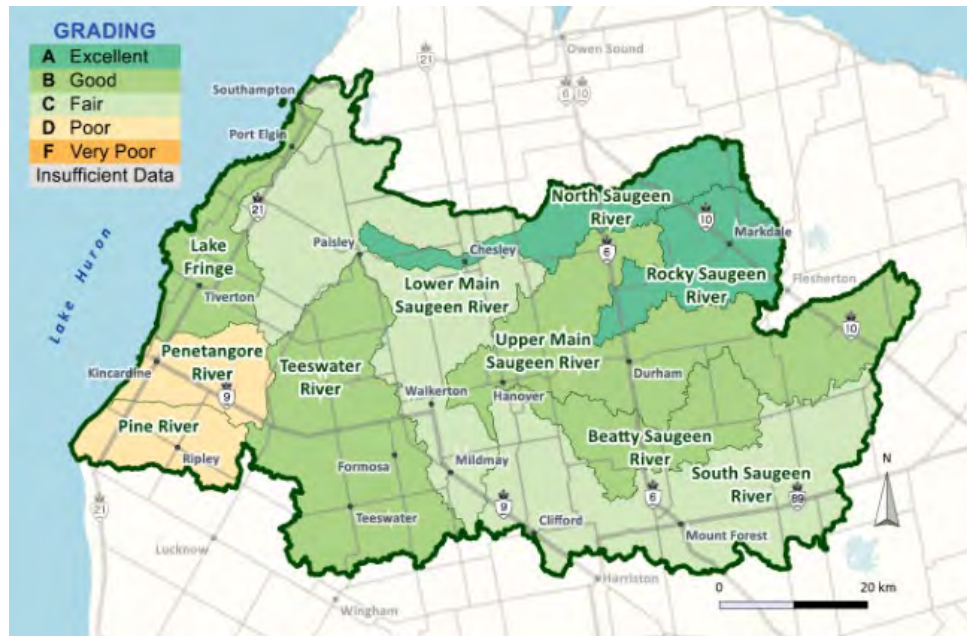 GRADING
A Excellent
B Good
C Fair
D Poor
F Very Poor
Insufficient Data
Owen Sound
21
6
10
Southampton
Port Elgin
21
North Saugeen
River
10
Markdale
Paisley
Chesley
6
Lake Huron
Lake
Fringe
Tiverton
Lower Main
Saugeen River
Rocky Saugeen
River
Flesherton
10
Penetangore
River
Kincardine
9
Teeswater
River
Upper Main
Saugeen River
Durham
Walkerton
Hanover
Pine River
Ripley
Beatty Saugeen
River
Formosa
Mildmay
South Saugeen
River
N
21
9
6
89
Teeswater
Clifford
Mount Forest
Lucknow
Harriston
Wingham
0
20 km